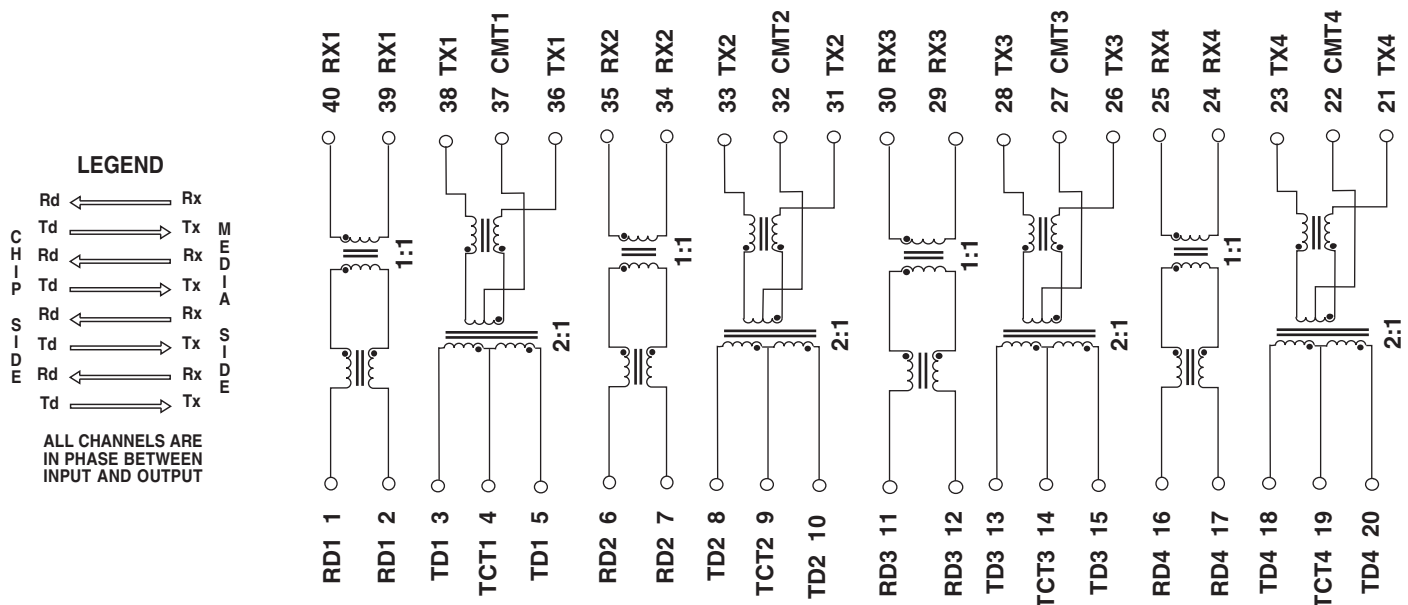 40 RX1
39 RX1
38 TX1
37 CMT1
36 TX1
35 RX2
34 RX2
33 TX2
32 CMT2
31 TX2
30 RX3
29 RX3
28 TX3
27 CMT3
26 TX3
25 RX4
24 RX4
23 TX4
22 CMT4
21 TX4
LEGEND
Rd Rx
Td Tx
Rd Rx
Td Tx
Rd Rx
Td Tx
Rd Rx
Td Tx
CHIP SIDE
MEDIA SIDE
ALL CHANNELS ARE
IN PHASE BETWEEN
INPUT AND OUTPUT
1:1
2:1
1:1
2:1
1:1
2:1
1:1
2:1
RD1 1
RD1 2
TD1 3
TCT1 4
TD1 5
RD2 6
RD2 7
TD2 8
TCT2 9
TD2 10
RD3 11
RD3 12
TD3 13
TCT3 14
TD3 15
RD4 16
RD4 17
TD4 18
TCT4 19
TD4 20